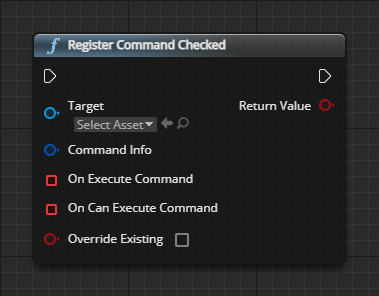 Register Command Checked
Target
Return Value
Select Asset
Command Info
On Execute Command
On Can Execute Command
Override Existing